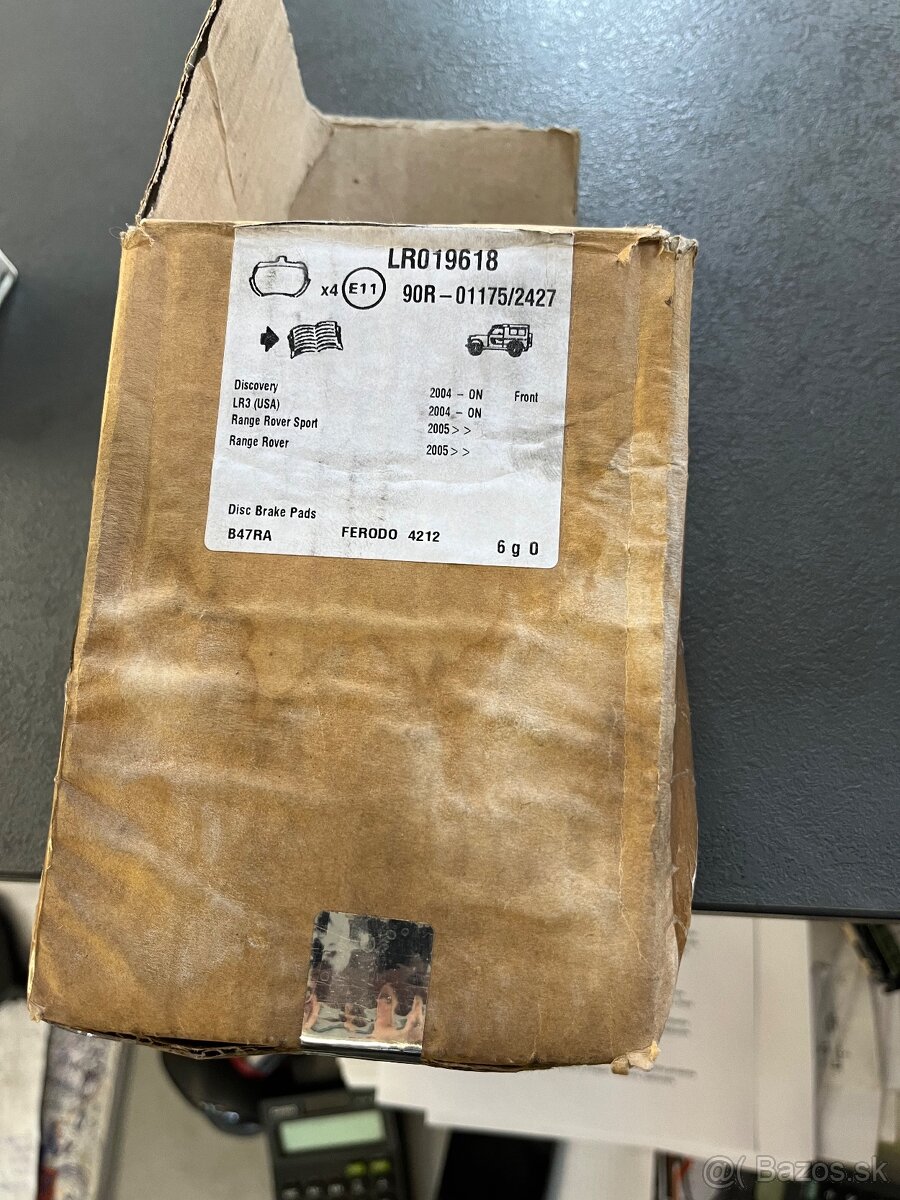 LR019618
x4 E11 90R-01175/2427
Discovery 2004 - ON Front
LR3 (USA) 2004 - ON
Range Rover Sport 2005>>
Range Rover 2005>>
Disc Brake Pads
B47RA FERODO 4212 6 g 0
@( Bazos.sk